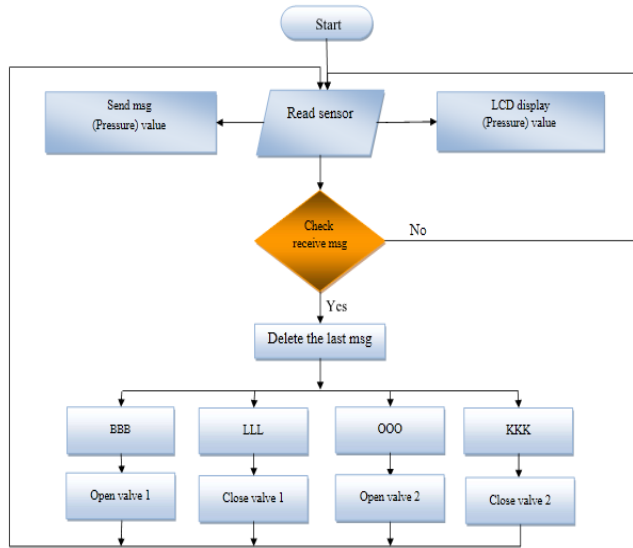 Start
Send msg
(Pressure) value
Read sensor
LCD display
(Pressure) value
Check
receive msg
No
Yes
Delete the last msg
BBB
LLL
OOO
KKK
Open valve 1
Close valve 1
Open valve 2
Close valve 2